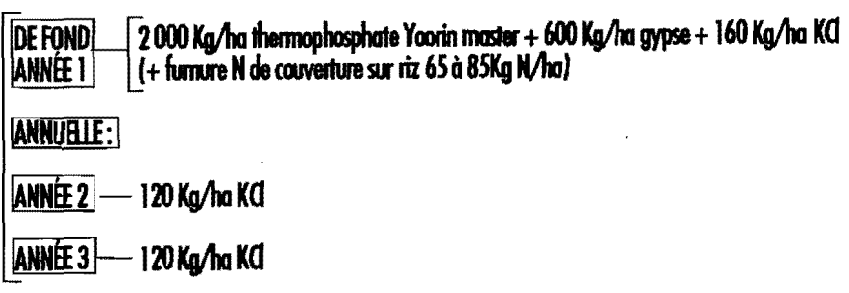 DE FOND 2 000 Kg/ha thermophosphate Yoorin master + 600 Kg/ha gypse + 160 Kg/ha KCl
ANNÉE 1 (+ fumure N de couverture sur riz 65 à 85Kg N/ha)
ANNUELLE :
ANNÉE 2 — 120 Kg/ha KCl
ANNÉE 3 — 120 Kg/ha KCl